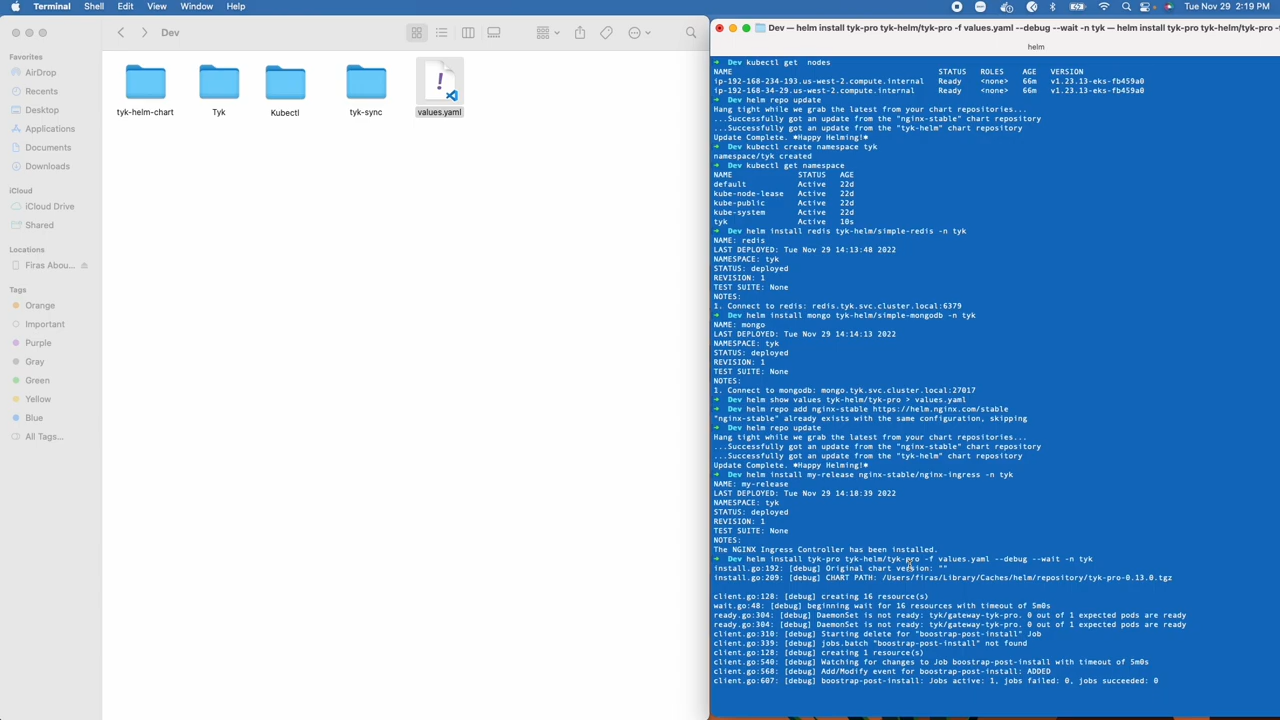 Terminal Shell Edit View Window Help
Tue Nov 29 2:19 PM
Dev
Favorites
AirDrop
Recents
Desktop
Applications
Documents
Downloads
iCloud
iCloud Drive
Shared
Locations
Firas Abou...
Tags
Orange
Important
Purple
Gray
Green
Yellow
Blue
All Tags...
tyk-helm-chart
Tyk
Kubectl
tyk-sync
values.yaml
Dev — helm install tyk-pro tyk-helm/tyk-pro -f values.yaml --debug --wait -n tyk — helm install tyk-pro tyk-helm/tyk-pro -
helm
➜ Dev kubectl get nodes
NAME STATUS ROLES AGE VERSION
ip-192-168-234-193.us-west-2.compute.internal Ready <none> 66m v1.23.13-eks-fb459a0
ip-192-168-34-29.us-west-2.compute.internal Ready <none> 66m v1.23.13-eks-fb459a0
➜ Dev helm repo update
Hang tight while we grab the latest from your chart repositories...
...Successfully got an update from the "nginx-stable" chart repository
...Successfully got an update from the "tyk-helm" chart repository
Update Complete. ⎈Happy Helming!⎈
➜ Dev kubectl create namespace tyk
namespace/tyk created
➜ Dev kubectl get namespace
NAME STATUS AGE
default Active 22d
kube-node-lease Active 22d
kube-public Active 22d
kube-system Active 22d
tyk Active 10s
➜ Dev helm install redis tyk-helm/simple-redis -n tyk
NAME: redis
LAST DEPLOYED: Tue Nov 29 14:13:48 2022
NAMESPACE: tyk
STATUS: deployed
REVISION: 1
TEST SUITE: None
NOTES:
1. Connect to redis: redis.tyk.svc.cluster.local:6379
➜ Dev helm install mongo tyk-helm/simple-mongodb -n tyk
NAME: mongo
LAST DEPLOYED: Tue Nov 29 14:14:13 2022
NAMESPACE: tyk
STATUS: deployed
REVISION: 1
TEST SUITE: None
NOTES:
1. Connect to mongodb: mongo.tyk.svc.cluster.local:27017
➜ Dev helm show values tyk-helm/tyk-pro > values.yaml
➜ Dev helm repo add nginx-stable https://helm.nginx.com/stable
"nginx-stable" already exists with the same configuration, skipping
➜ Dev helm repo update
Hang tight while we grab the latest from your chart repositories...
...Successfully got an update from the "nginx-stable" chart repository
...Successfully got an update from the "tyk-helm" chart repository
Update Complete. ⎈Happy Helming!⎈
➜ Dev helm install my-release nginx-stable/nginx-ingress -n tyk
NAME: my-release
LAST DEPLOYED: Tue Nov 29 14:18:39 2022
NAMESPACE: tyk
STATUS: deployed
REVISION: 1
TEST SUITE: None
NOTES:
The NGINX Ingress Controller has been installed.
➜ Dev helm install tyk-pro tyk-helm/tyk-pro -f values.yaml --debug --wait -n tyk
install.go:192: [debug] Original chart version: ""
install.go:209: [debug] CHART PATH: /Users/firas/Library/Caches/helm/repository/tyk-pro-0.13.0.tgz
client.go:128: [debug] creating 16 resource(s)
wait.go:48: [debug] beginning wait for 16 resources with timeout of 5m0s
ready.go:304: [debug] DaemonSet is not ready: tyk/gateway-tyk-pro. 0 out of 1 expected pods are ready
ready.go:304: [debug] DaemonSet is not ready: tyk/gateway-tyk-pro. 0 out of 1 expected pods are ready
client.go:310: [debug] Starting delete for "boostrap-post-install" Job
client.go:339: [debug] jobs.batch "boostrap-post-install" not found
client.go:128: [debug] creating 1 resource(s)
client.go:540: [debug] Watching for changes to Job boostrap-post-install with timeout of 5m0s
client.go:568: [debug] Add/Modify event for boostrap-post-install: ADDED
client.go:607: [debug] boostrap-post-install: Jobs active: 1, jobs failed: 0, jobs succeeded: 0